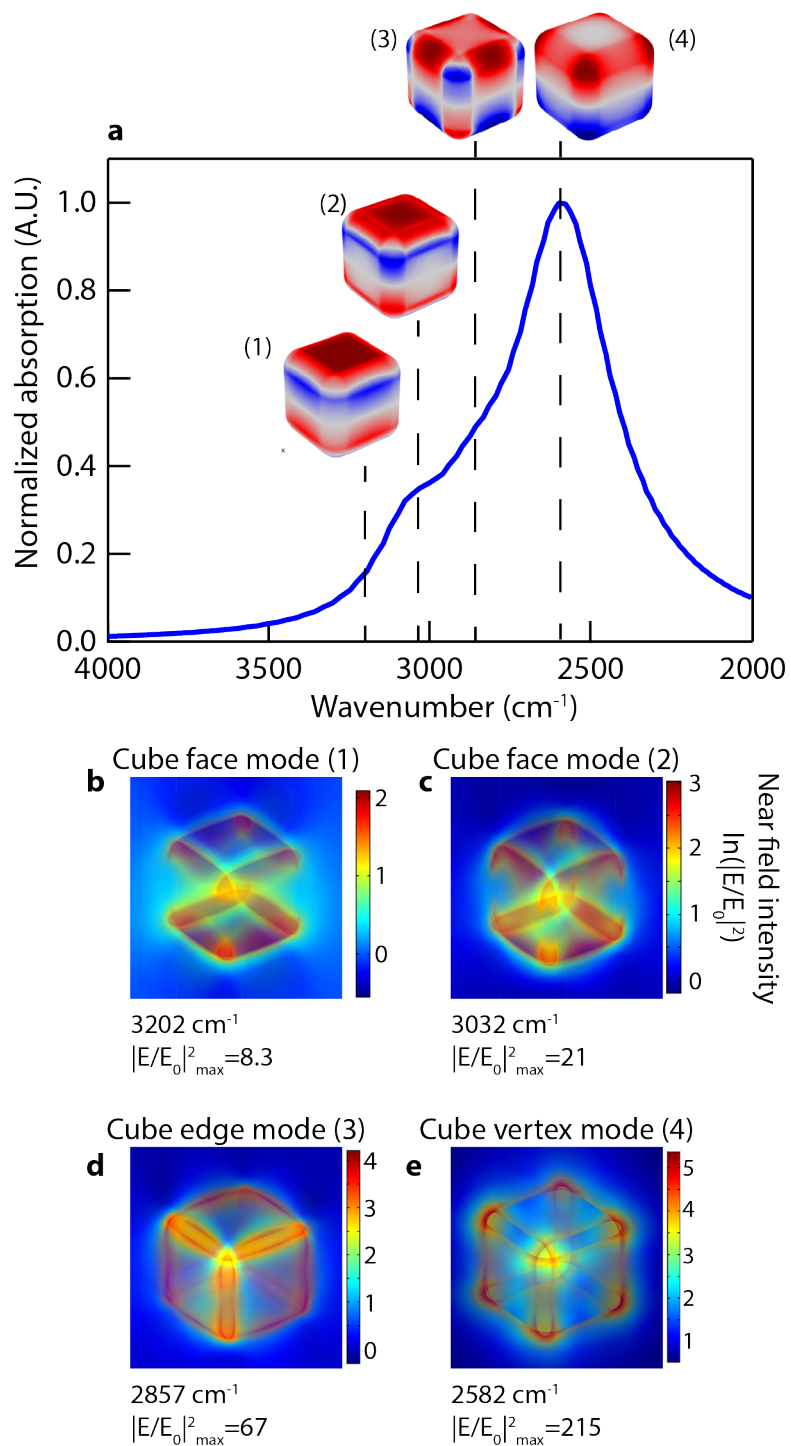 (3)
(4)
a
(2)
(1)
x
Normalized absorption (A.U.)
1.0
0.8
0.6
0.4
0.2
0.0
4000 3500 3000 2500 2000
Wavenumber (cm⁻¹)
b Cube face mode (1)
2
1
0
3202 cm⁻¹
|E/E₀|²max=8.3
c Cube face mode (2)
3
2
1
0
Near field intensity
ln(|E/E₀|²)
3032 cm⁻¹
|E/E₀|²max=21
d Cube edge mode (3)
4
3
2
1
0
2857 cm⁻¹
|E/E₀|²max=67
e Cube vertex mode (4)
5
4
3
2
1
2582 cm⁻¹
|E/E₀|²max=215